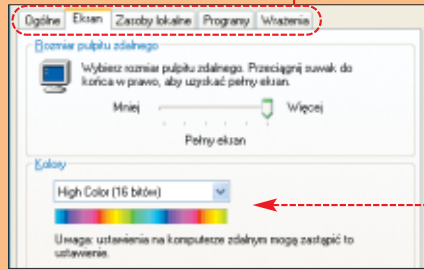 Ogólne Ekran Zasoby lokalne Programy Wrażenia
Rozmiar pulpitu zdalnego
Wybierz rozmiar pulpitu zdalnego. Przeciągnij suwak do
końca w prawo, aby uzyskać pełny ekran.
Mniej Więcej
Pełny ekran
Kolory
High Color (16 bitów)
Uwaga: ustawienia na komputerze zdalnym mogą zastąpić to
ustawienie.